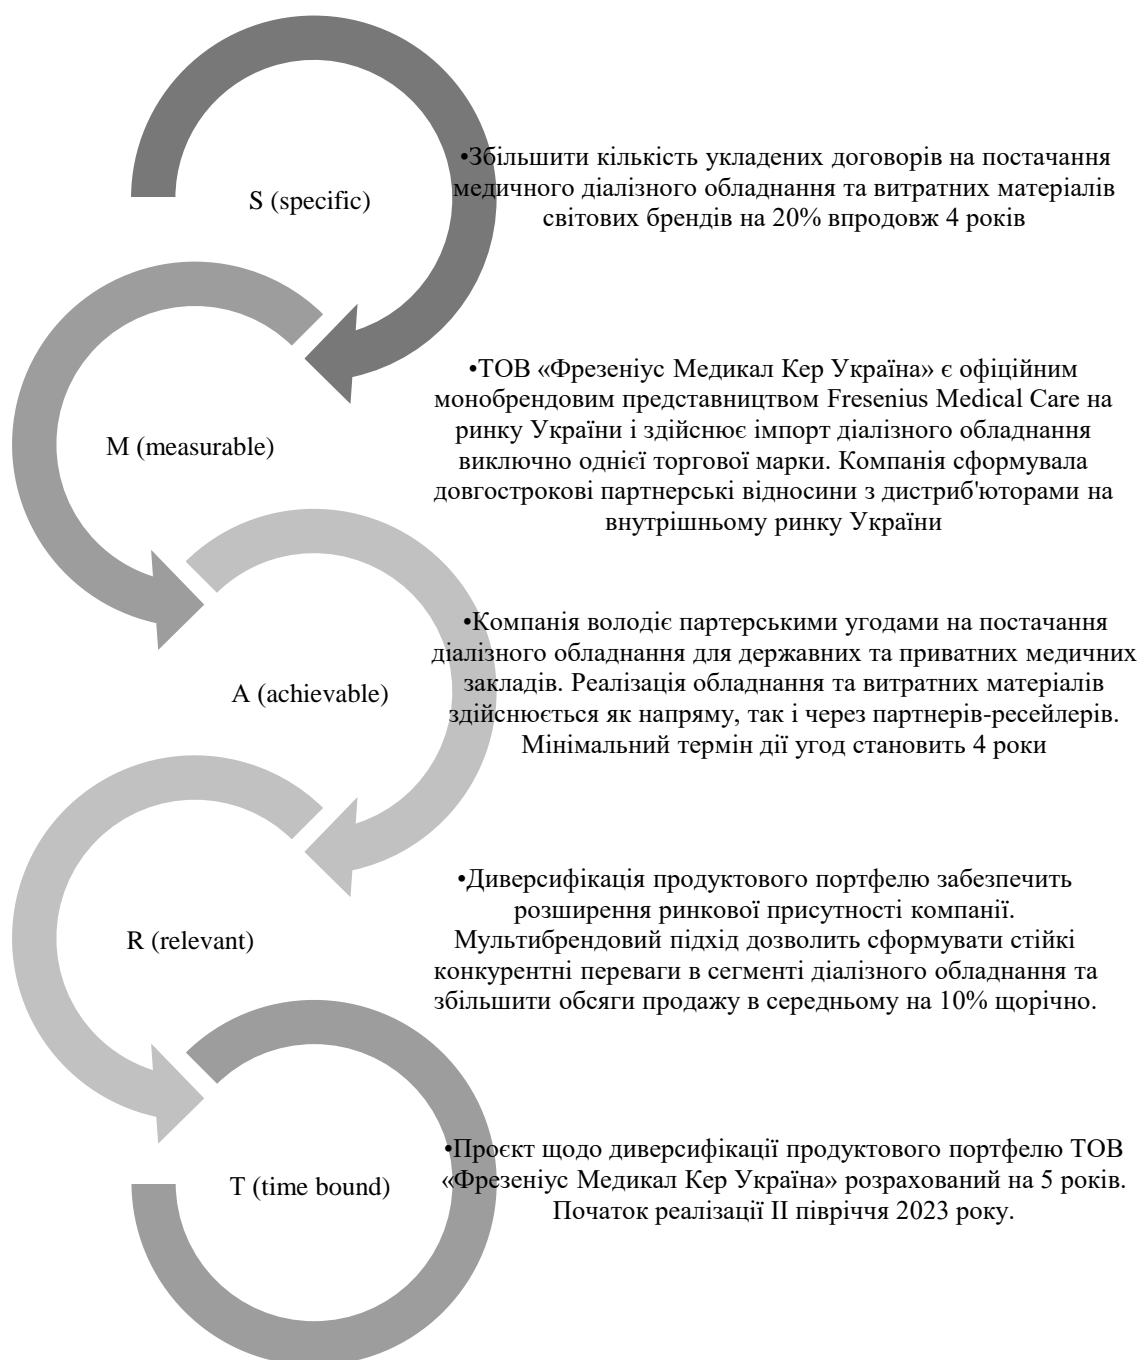 S (specific)
•Збільшити кількість укладених договорів на постачання
медичного діалізного обладнання та витратних матеріалів
світових брендів на 20% впродовж 4 років
M (measurable)
•ТОВ «Фрезеніус Медикал Кер Україна» є офіційним
монобрендовим представництвом Fresenius Medical Care на
ринку України і здійснює імпорт діалізного обладнання
виключно однієї торгової марки. Компанія сформувала
довгострокові партнерські відносини з дистриб'юторами на
внутрішньому ринку України
A (achievable)
•Компанія володіє партерськими угодами на постачання
діалізного обладнання для державних та приватних медичних
закладів. Реалізація обладнання та витратних матеріалів
здійснюється як напряму, так і через партнерів-ресейлерів.
Мінімальний термін дії угод становить 4 роки
R (relevant)
•Диверсифікація продуктового портфелю забезпечить
розширення ринкової присутності компанії.
Мультибрендовий підхід дозволить сформувати стійкі
конкурентні переваги в сегменті діалізного обладнання та
збільшити обсяги продажу в середньому на 10% щорічно.
T (time bound)
•Проєкт щодо диверсифікації продуктового портфелю ТОВ
«Фрезеніус Медикал Кер Україна» розрахований на 5 років.
Початок реалізації II півріччя 2023 року.